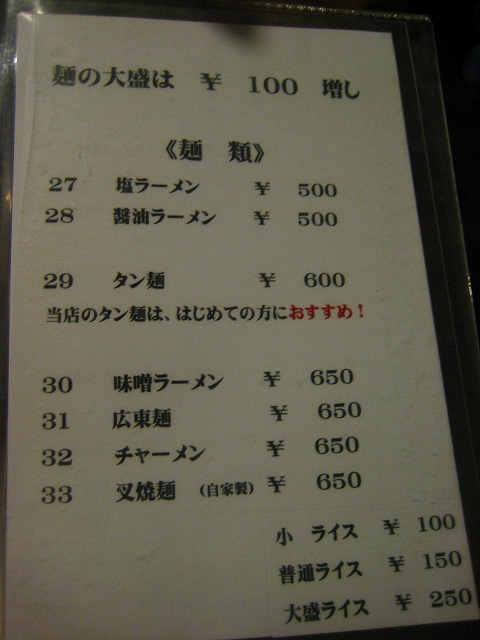 麺の大盛は ¥ 100 増し
《麺 類》
27 塩ラーメン ¥ 500
28 醤油ラーメン ¥ 500
29 タン麺 ¥ 600
当店のタン麺は、はじめての方におすすめ！
30 味噌ラーメン ¥ 650
31 広東麺 ¥ 650
32 チャーメン ¥ 650
33 叉焼麺 (自家製) ¥ 650
小 ライス ¥ 100
普通ライス ¥ 150
大盛ライス ¥ 250